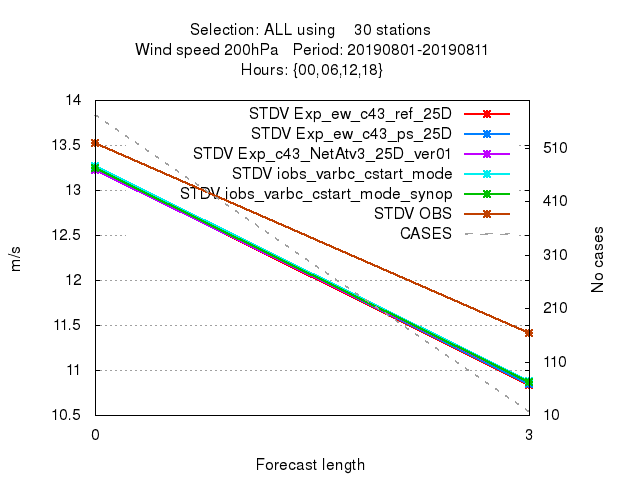 Selection: ALL using 30 stations
Wind speed 200hPa Period: 20190801-20190811
Hours: {00,06,12,18}
14
STDV Exp_ew_c43_ref_25D
STDV Exp_ew_c43_ps_25D
13.5
510
STDV Exp_c43_NetAtv3_25D_ver01
STDV iobs_varbc_cstart_mode
13
STDV iobs_varbc_cstart_mode_synop
410
STDV OBS
12.5
CASES
m/s
No cases
310
12
210
11.5
110
11
10.5
10
0
3
Forecast length